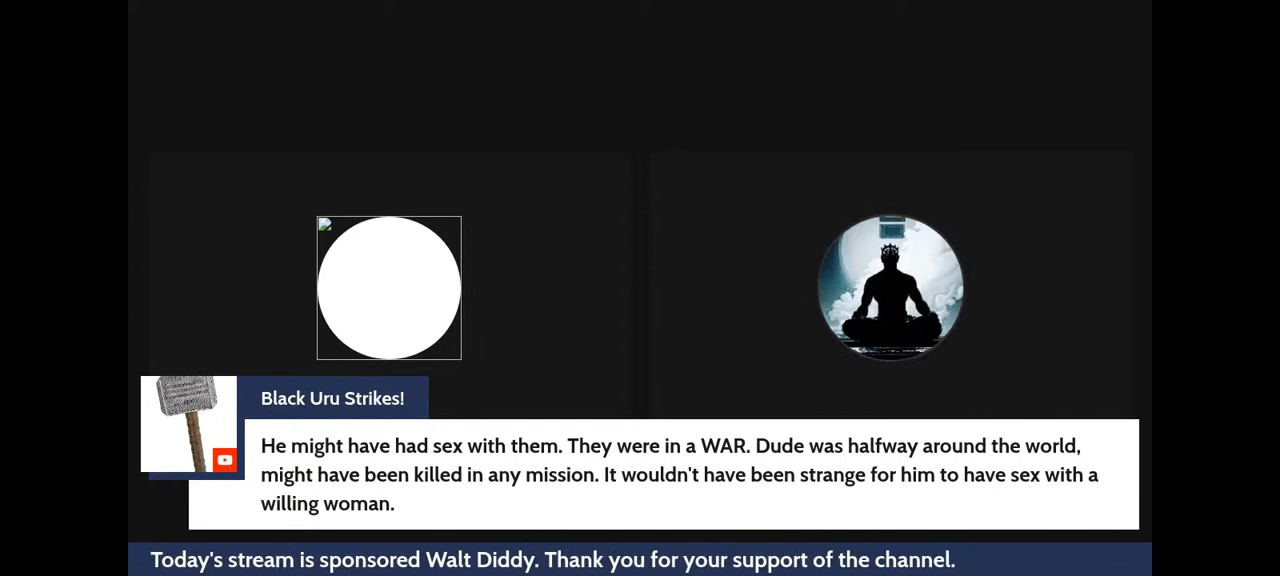 Black Uru Strikes!
He might have had sex with them. They were in a WAR. Dude was halfway around the world,
might have been killed in any mission. It wouldn't have been strange for him to have sex with a
willing woman.
Today's stream is sponsored Walt Diddy. Thank you for your support of the channel.